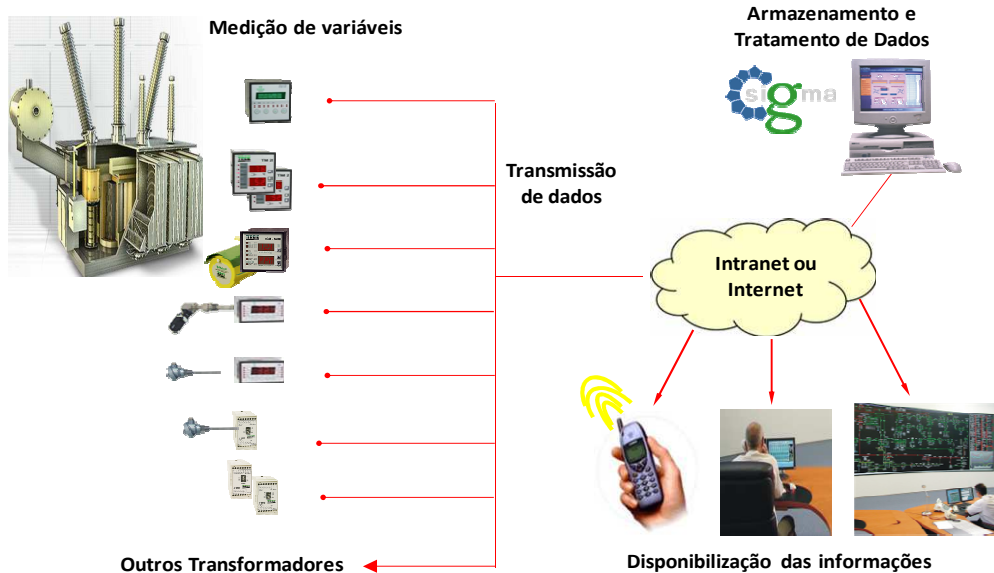 Medição de variáveis
Armazenamento e
Tratamento de Dados
sigma
Transmissão
de dados
Intranet ou
Internet
Outros Transformadores
Disponibilização das informações